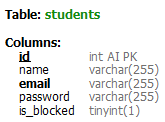 Table: students
Columns:
id int AI PK
name varchar(255)
email varchar(255)
password varchar(255)
is_blocked tinyint(1)